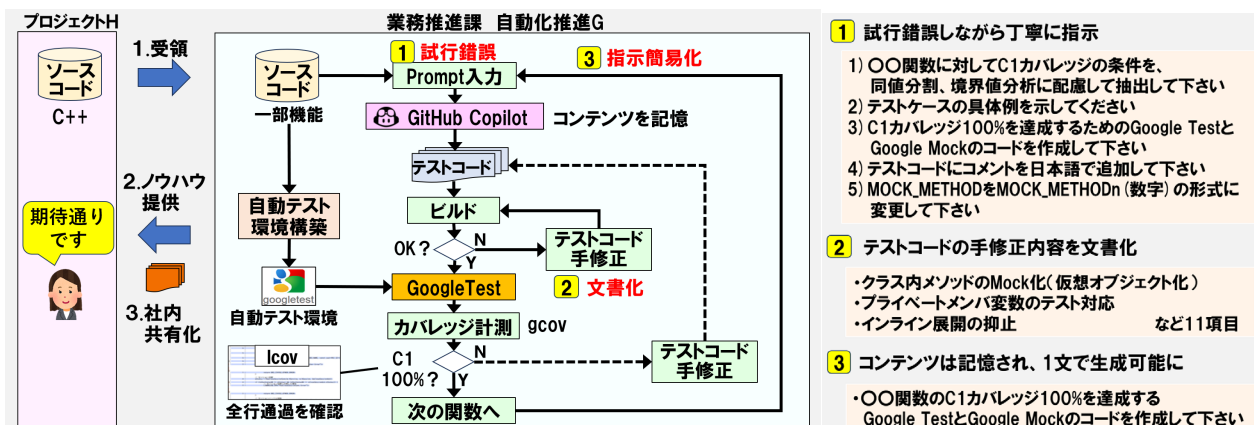 プロジェクトH
ソース
コード
C++
1.受領
2.ノウハウ
提供
3.社内
共有化
期待通り
です
業務推進課 自動化推進G
ソース
コード
一部機能
自動テスト
環境構築
googletest
自動テスト環境
lcov
全行通過を確認
1 試行錯誤
3 指示簡易化
Prompt入力
GitHub Copilot
コンテンツを記憶
テストコード
ビルド
OK?
N
Y
テストコード
手修正
2 文書化
GoogleTest
カバレッジ計測
gcov
C1
100%?
N
Y
テストコード
手修正
次の関数へ
1 試行錯誤しながら丁寧に指示
1) 〇〇関数に対してC1カバレッジの条件を、
同値分割、境界値分析に配慮して抽出して下さい
2) テストケースの具体例を示してください
3) C1カバレッジ100%を達成するためのGoogle Testと
Google Mockのコードを作成して下さい
4) テストコードにコメントを日本語で追加して下さい
5) MOCK_METHODをMOCK_METHODn(数字)の形式に
変更して下さい
2 テストコードの手修正内容を文書化
・クラス内メソッドのMock化(仮想オブジェクト化)
・プライベートメンバ変数のテスト対応
・インライン展開の抑止 など11項目
3 コンテンツは記憶され、1文で生成可能に
・〇〇関数のC1カバレッジ100%を達成する
Google TestとGoogle Mockのコードを作成して下さい